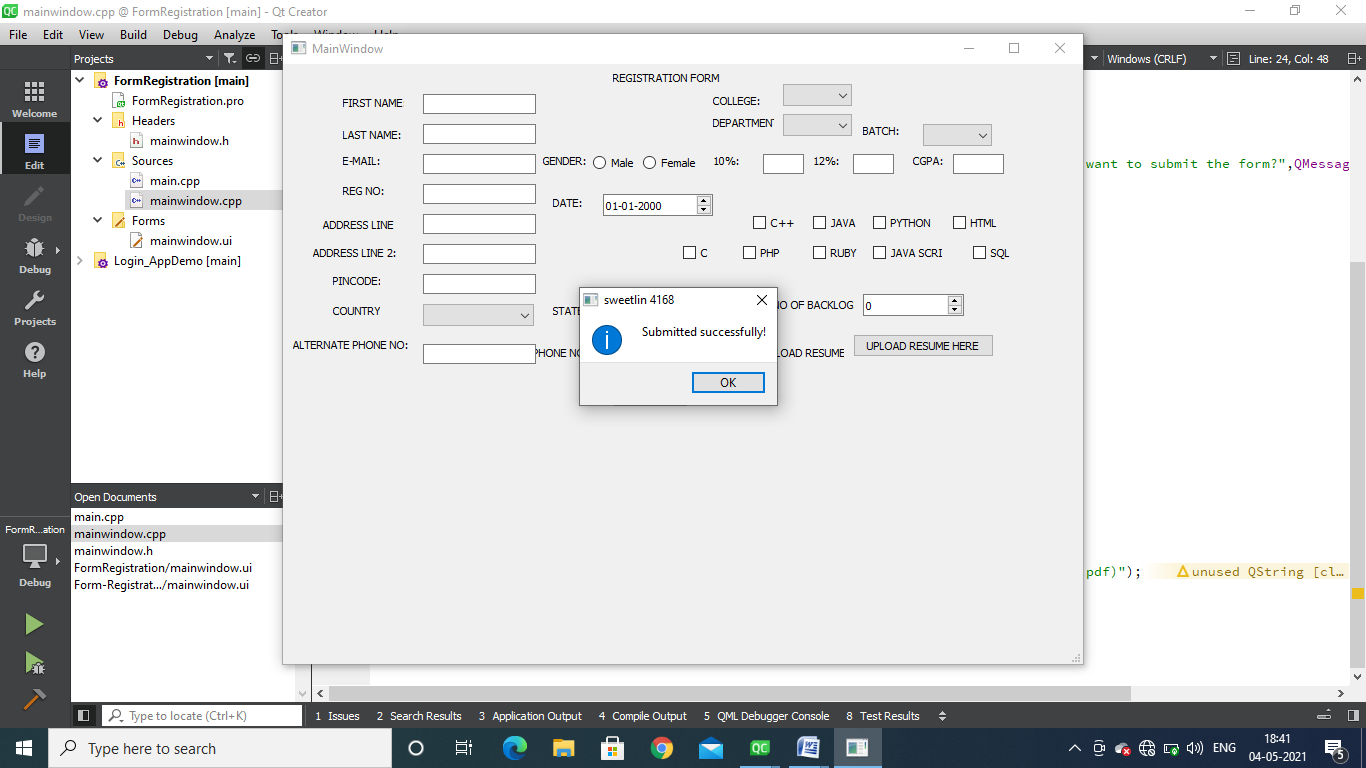 mainwindow.cpp @ FormRegistration [main] - Qt Creator
File Edit View Build Debug Analyze Tools Window Help
Projects
Windows (CRLF) Line: 24, Col: 48
Welcome
Edit
Design
Debug
Projects
Help
FormRegistration [main]
FormRegistration.pro
Headers
mainwindow.h
Sources
main.cpp
mainwindow.cpp
Forms
mainwindow.ui
Login_AppDemo [main]
Open Documents
main.cpp
mainwindow.cpp
mainwindow.h
FormRegistration/mainwindow.ui
Form-Registrat.../mainwindow.ui
FormR...ation
Debug
MainWindow
REGISTRATION FORM
FIRST NAME
COLLEGE:
DEPARTMENT
LAST NAME:
BATCH:
E-MAIL:
GENDER: Male Female 10%: 12%: CGPA:
REG NO:
DATE: 01-01-2000
ADDRESS LINE
C++ JAVA PYTHON HTML
ADDRESS LINE 2:
C PHP RUBY JAVA SCRI SQL
PINCODE:
COUNTRY
STATE
NO OF BACKLOG 0
ALTERNATE PHONE NO:
PHONE NO
LOAD RESUME UPLOAD RESUME HERE
sweetlin 4168
Submitted successfully!
OK
want to submit the form?",QMessag
pdf)"); unused QString [cl...
Type to locate (Ctrl+K)
1 Issues 2 Search Results 3 Application Output 4 Compile Output 5 QML Debugger Console 8 Test Results
Type here to search
ENG
18:41
04-05-2021
5